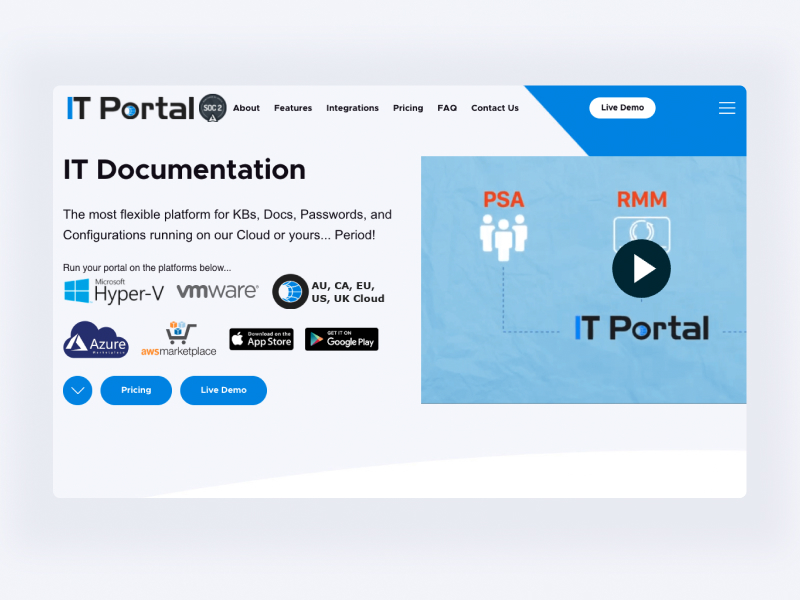 IT Portal SOC 2 About Features Integrations Pricing FAQ Contact Us Live Demo
IT Documentation
The most flexible platform for KBs, Docs, Passwords, and
Configurations running on our Cloud or yours... Period!
Run your portal on the platforms below...
Microsoft
Hyper-V
vmware®
AU, CA, EU,
US, UK Cloud
Azure
Marketplace
awsmarketplace
Download on the
App Store
GET IT ON
Google Play
Pricing Live Demo
PSA RMM
IT Portal